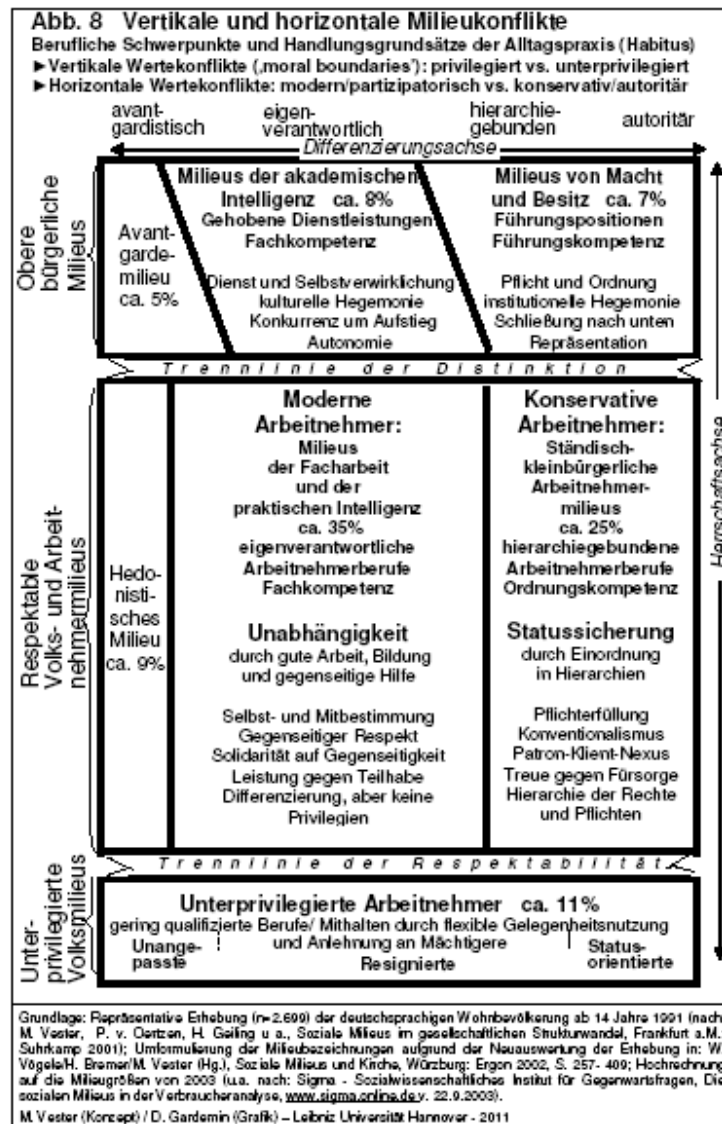 Abb. 8 Vertikale und horizontale Milieukonflikte
Berufliche Schwerpunkte und Handlungsgrundsätze der Alltagspraxis (Habitus)
►Vertikale Wertekonflikte (‚moral boundaries'): privilegiert vs. unterprivilegiert
►Horizontale Wertekonflikte: modern/partizipatorisch vs. konservativ/autoritär
avant-
gardistisch
eigen-
verantwortlich
hierarchie-
gebunden
autoritär
Differenzierungsachse
Obere
bürgerliche
Milieus
Avant-
garde-
milieu
ca. 5%
Milieus der akademischen
Intelligenz ca. 8%
Gehobene Dienstleistungen
Fachkompetenz
Dienst und Selbstverwirklichung
kulturelle Hegemonie
Konkurrenz um Aufstieg
Autonomie
Milieus von Macht
und Besitz ca. 7%
Führungspositionen
Führungskompetenz
Pflicht und Ordnung
institutionelle Hegemonie
Schließung nach unten
Repräsentation
Trennlinie der Distinktion
Herrschaftsachse
Respektable
Volks- und Arbeit-
nehmermilieus
Hedo-
nisti-
sches
Milieu
ca. 9%
Moderne
Arbeitnehmer:
Milieus
der Facharbeit
und der
praktischen Intelligenz
ca. 35%
eigenverantwortliche
Arbeitnehmerberufe
Fachkompetenz
Unabhängigkeit
durch gute Arbeit, Bildung
und gegenseitige Hilfe
Selbst- und Mitbestimmung
Gegenseitiger Respekt
Solidarität auf Gegenseitigkeit
Leistung gegen Teilhabe
Differenzierung, aber keine
Privilegien
Konservative
Arbeitnehmer:
Ständisch-
kleinbürgerliche
Arbeitnehmer-
milieus
ca. 25%
hierarchiegebundene
Arbeitnehmerberufe
Ordnungskompetenz
Statussicherung
durch Einordnung
in Hierarchien
Pflichterfüllung
Konventionalismus
Patron-Klient-Nexus
Treue gegen Fürsorge
Hierarchie der Rechte
und Pflichten
Trennlinie der Respektabilität
Unter-
privilegierte
Volksmilieus
Unterprivilegierte Arbeitnehmer ca. 11%
gering qualifizierte Berufe/ Mithalten durch flexible Gelegenheitsnutzung
und Anlehnung an Mächtigere
Unange-
passte
Resignierte
Status-
orientierte
Grundlage: Repräsentative Erhebung (n=2.699) der deutschsprachigen Wohnbevölkerung ab 14 Jahre 1991 (nach:
M. Vester, P. v. Oertzen, H. Geiling u a., Soziale Milieus im gesellschaftlichen Strukturwandel, Frankfurt a.M.:
Suhrkamp 2001); Umformulierung der Milieubezeichnungen aufgrund der Neuauswertung der Erhebung in: W.
Vögele/H. Bremer/M. Vester (Hg.), Soziale Milieus und Kirche, Würzburg: Ergon 2002, S. 257- 409; Hochrechnung
auf die Milieugrößen von 2003 (u.a. nach: Sigma - Sozialwissenschaftliches Institut für Gegenwartsfragen, Die
sozialen Milieus in der Verbraucheranalyse, www.sigma.online.de v. 22.9.2003).
M. Vester (Konzept) / D. Gardemin (Grafik) – Leibniz Universität Hannover - 2011